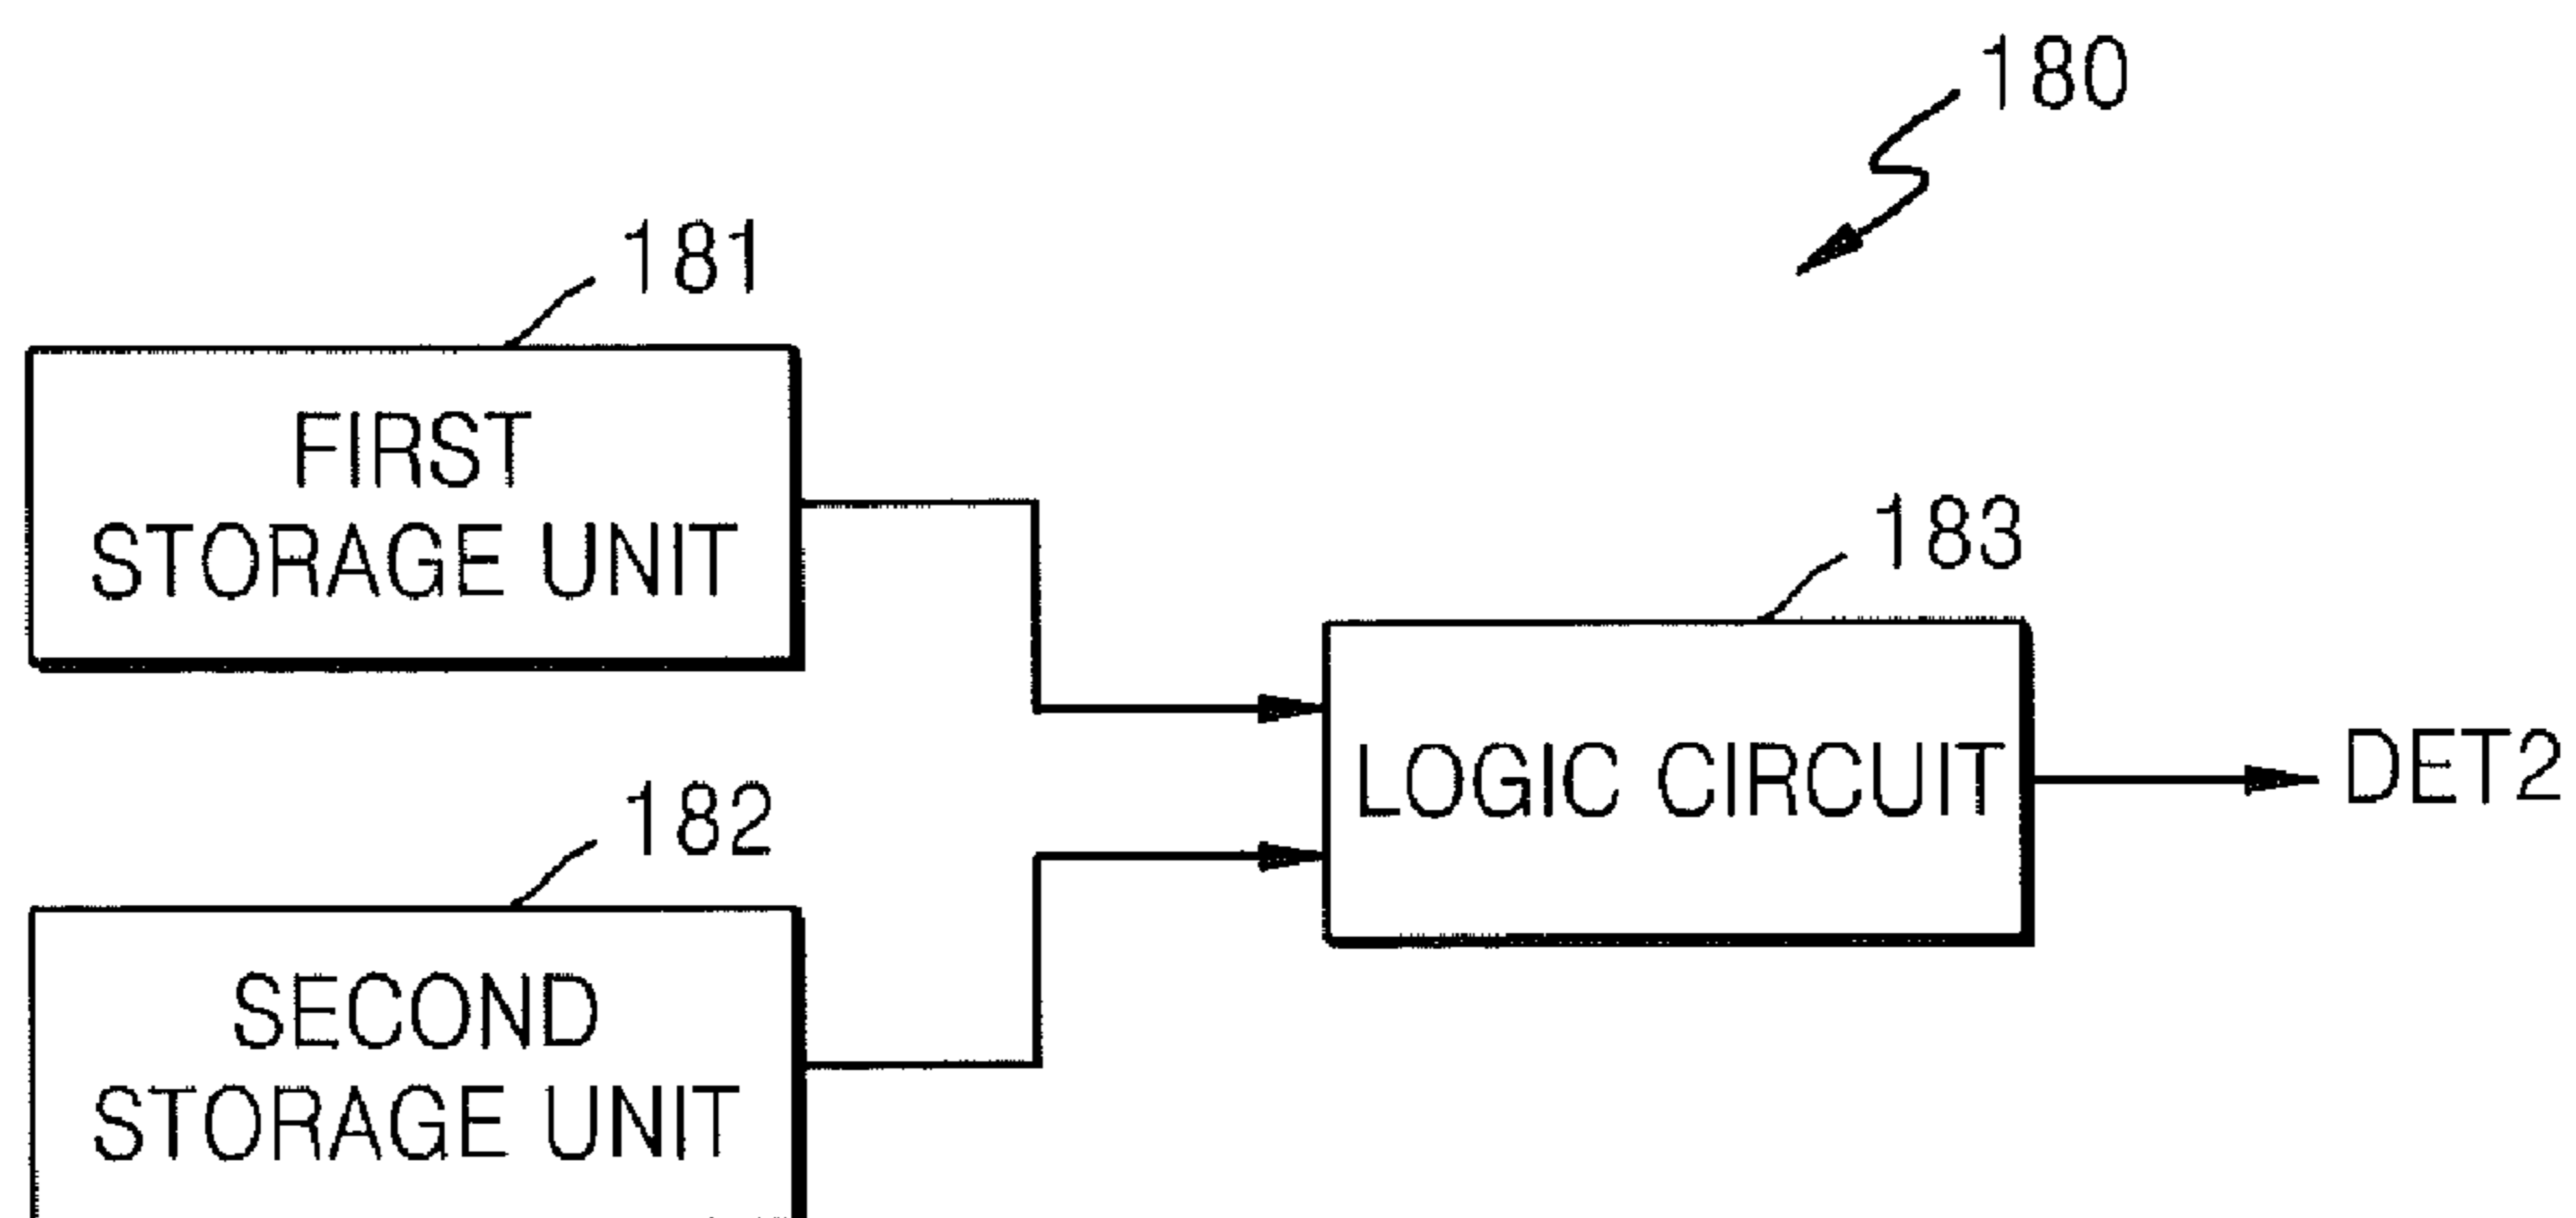 180
181
FIRST
STORAGE UNIT
183
LOGIC CIRCUIT
DET2
182
SECOND
STORAGE UNIT